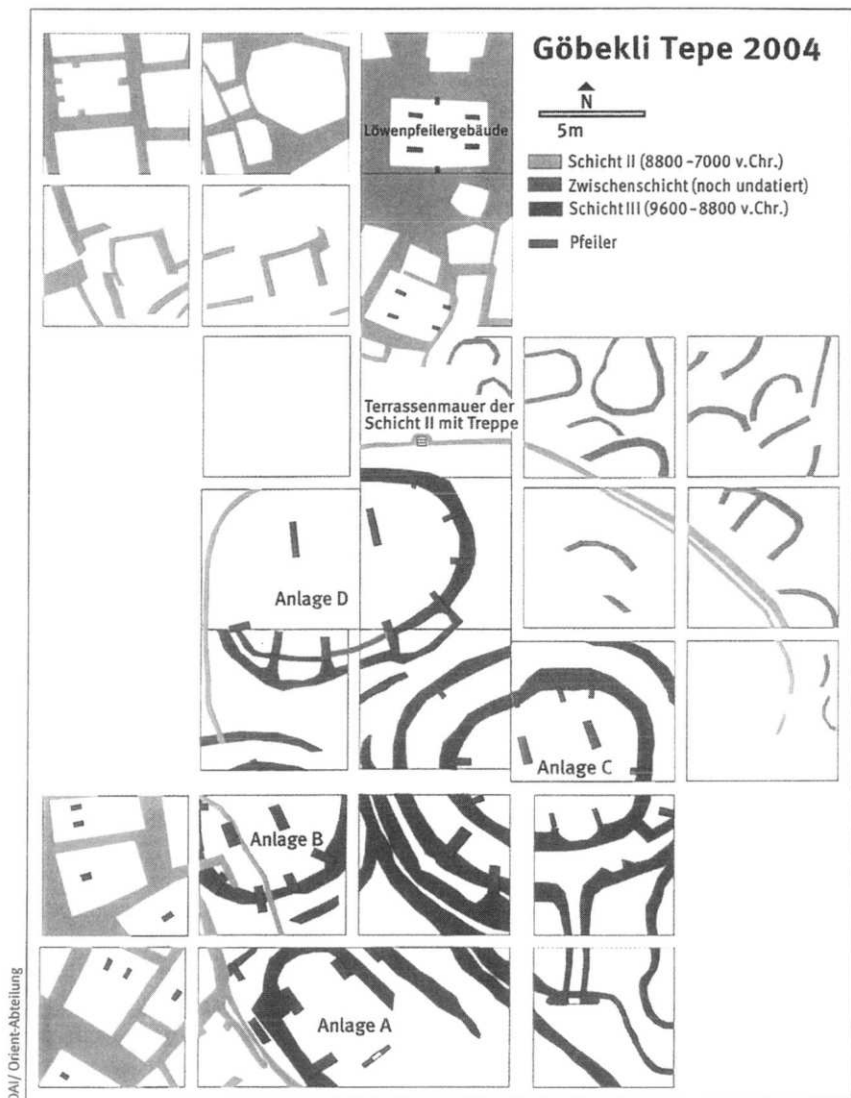 Göbekli Tepe 2004
N
5m
Schicht II (8800-7000 v.Chr.)
Zwischenschicht (noch undatiert)
Schicht III (9600-8800 v.Chr.)
Pfeiler
Löwenpfeilergebäude
Terrassenmauer der
Schicht II mit Treppe
Anlage D
Anlage C
Anlage B
Anlage A
DAI/ Orient-Abteilung